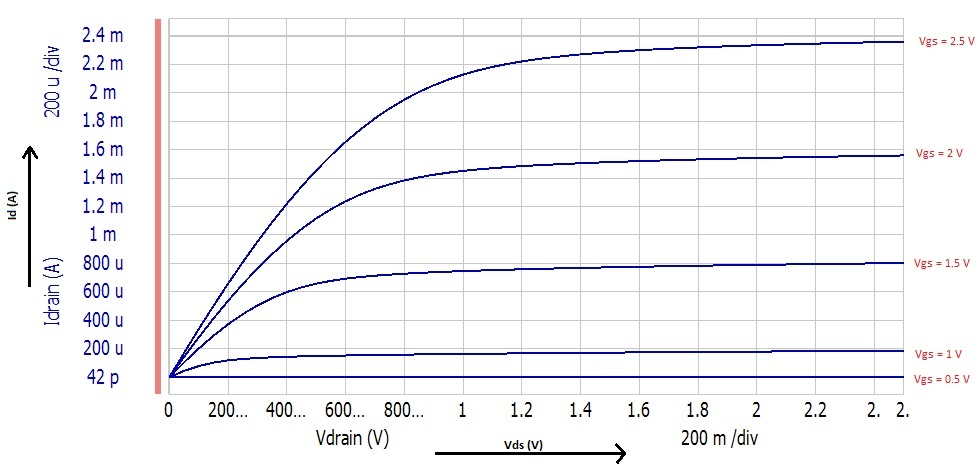 200 u /div
Idrain (A)
Id (A)
2.4 m
2.2 m
2 m
1.8 m
1.6 m
1.4 m
1.2 m
1 m
800 u
600 u
400 u
200 u
42 p
Vgs = 2.5 V
Vgs = 2 V
Vgs = 1.5 V
Vgs = 1 V
Vgs = 0.5 V
0 200... 400... 600... 800... 1 1.2 1.4 1.6 1.8 2 2.2 2. 2.
Vdrain (V) 200 m /div
Vds (V)